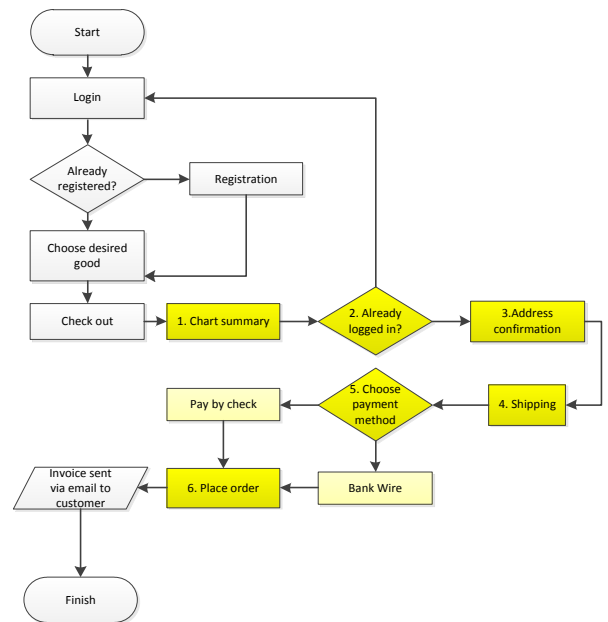 Start
Login
Already
registered?
Registration
Choose desired
good
Check out
1. Chart summary
2. Already
logged in?
3.Address
confirmation
4. Shipping
5. Choose
payment
method
Pay by check
Bank Wire
6. Place order
Invoice sent
via email to
customer
Finish